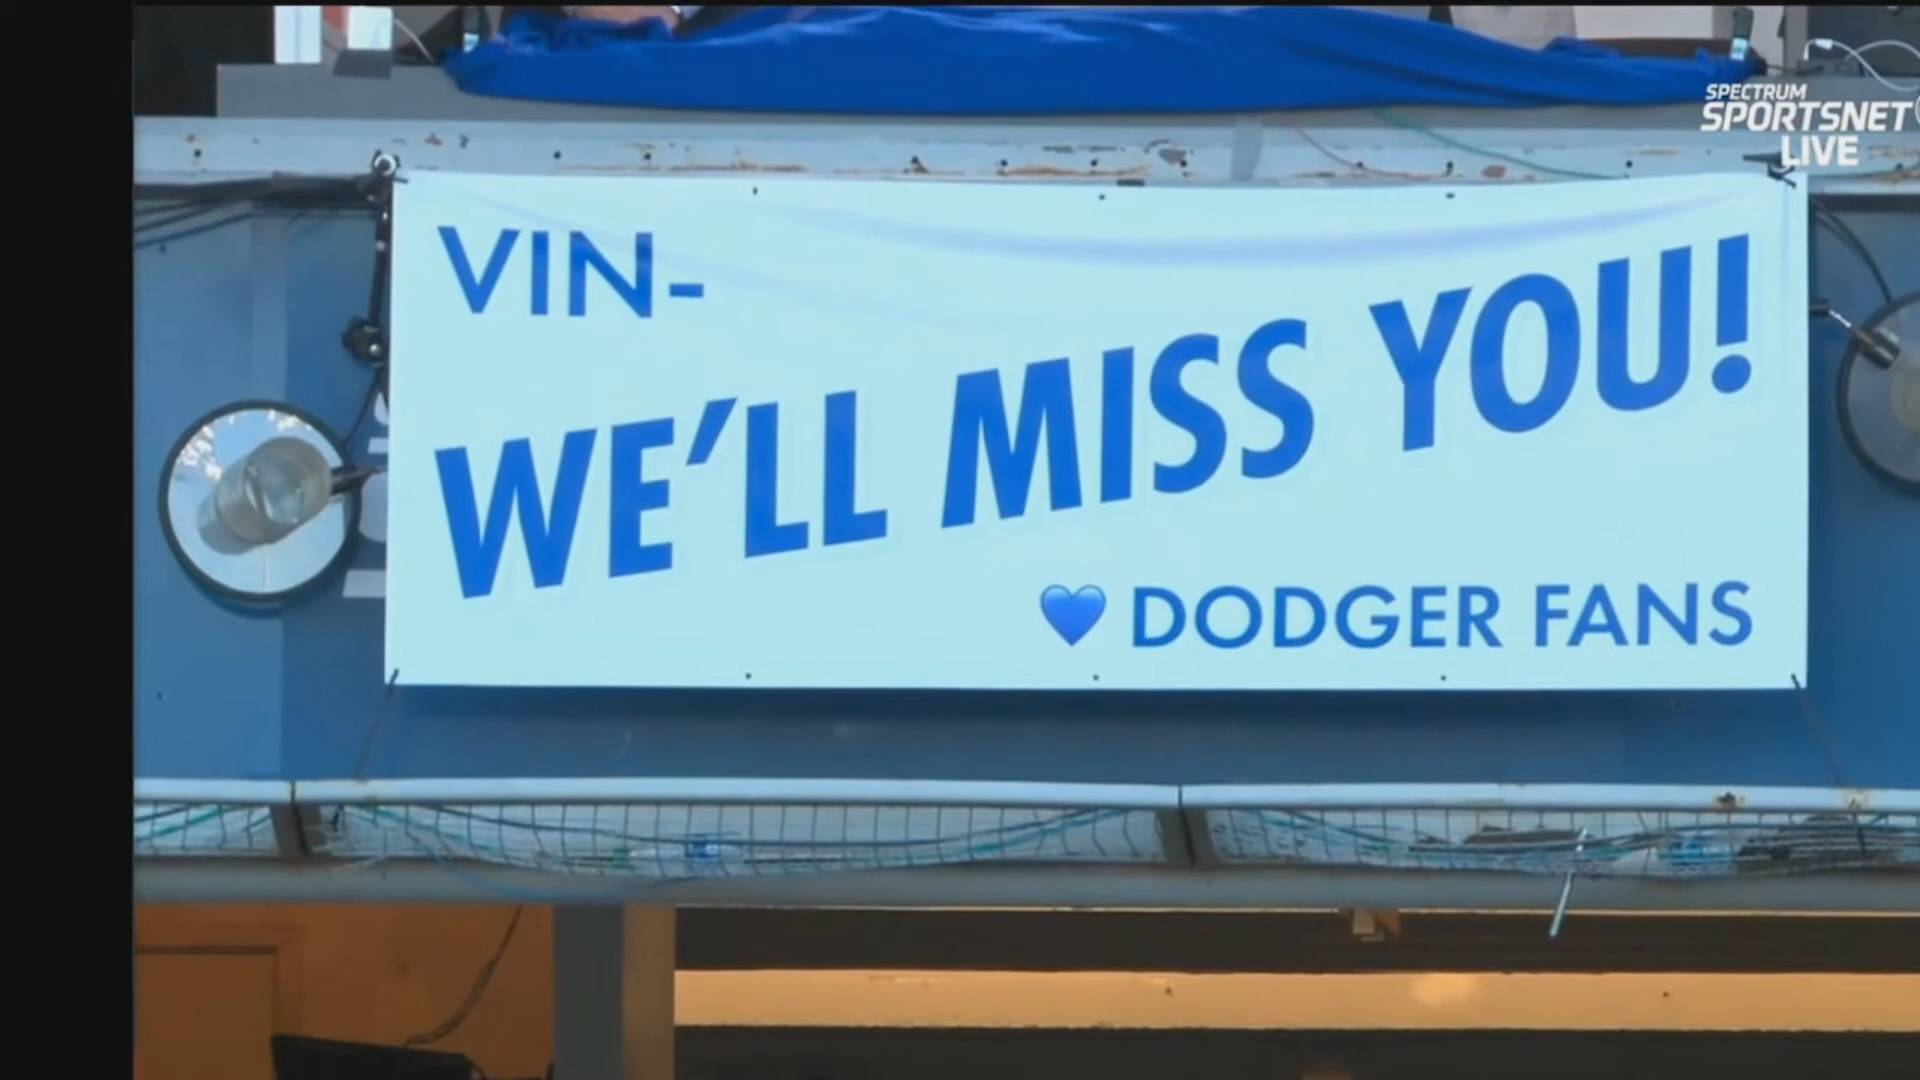 SPECTRUM
SPORTSNET
LIVE
VIN-
WE'LL MISS YOU!
💙 DODGER FANS